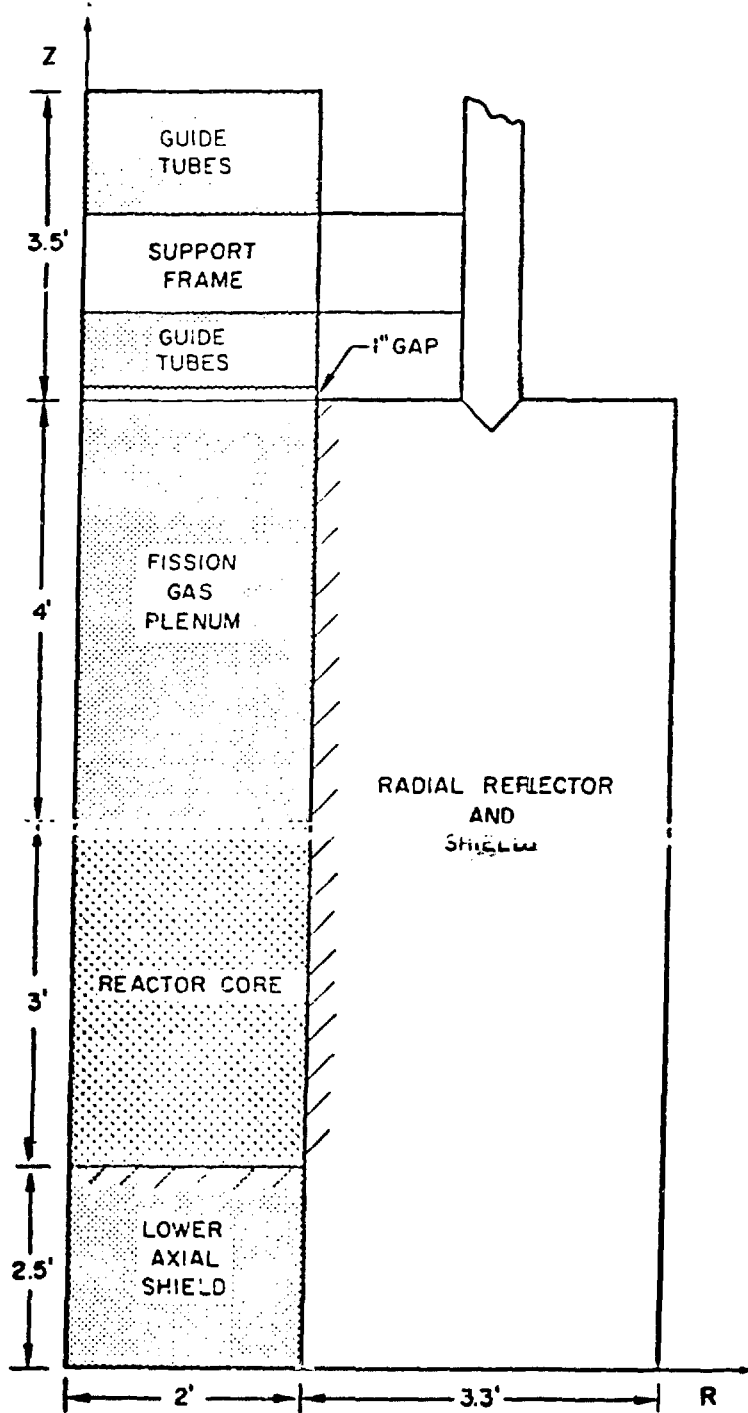 Z
GUIDE
TUBES
3.5'
SUPPORT
FRAME
GUIDE
TUBES
1" GAP
FISSION
GAS
PLENUM
4'
RADIAL REFLECTOR
AND
SHIELD
REACTOR CORE
3'
LOWER
AXIAL
SHIELD
2.5'
2'
3.3'
R